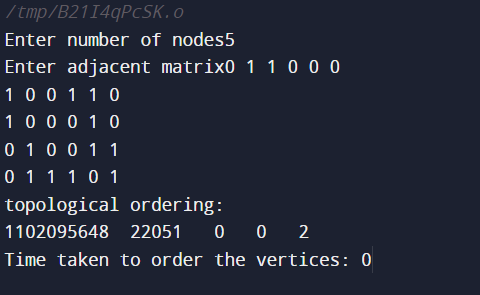 /tmp/B21I4qPcSK.o
Enter number of nodes5
Enter adjacent matrix0 1 1 0 0 0
1 0 0 1 1 0
1 0 0 0 1 0
0 1 0 0 1 1
0 1 1 1 0 1
topological ordering:
1102095648  22051   0   0   2
Time taken to order the vertices: 0